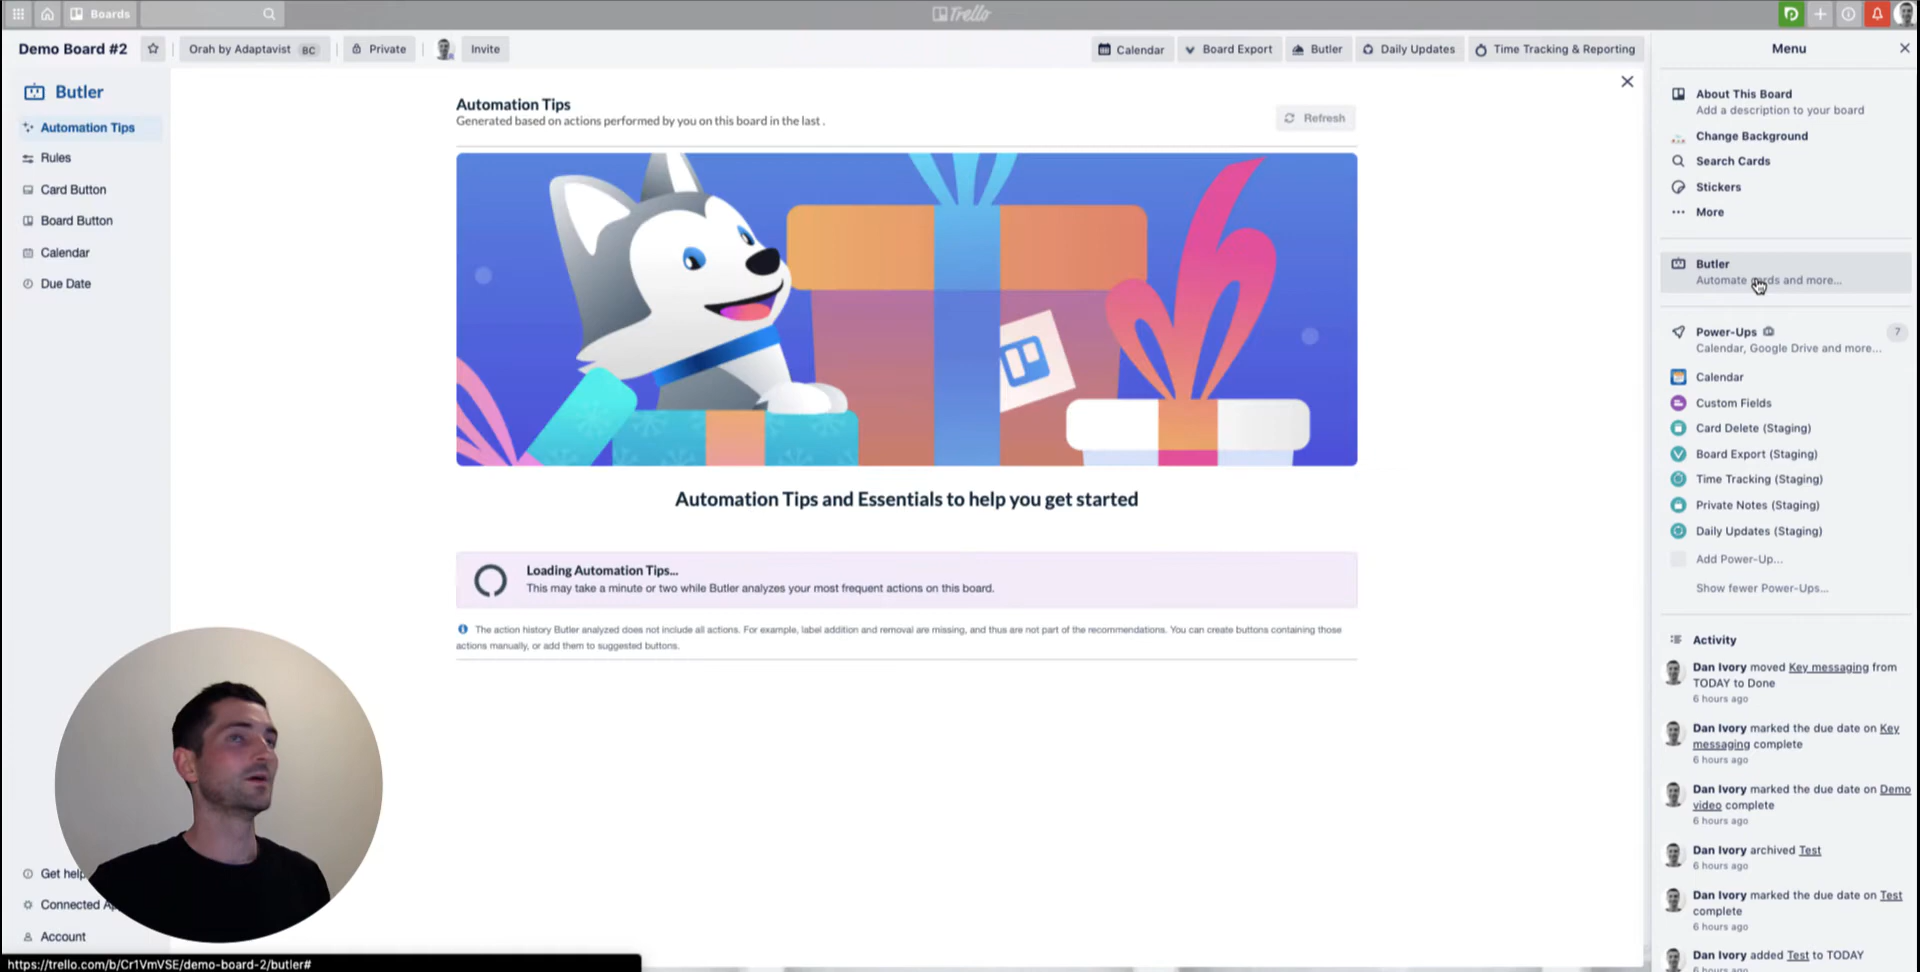 Boards
Trello
Demo Board #2
Orah by Adaptavist BC
Private
Invite
Calendar
Board Export
Butler
Daily Updates
Time Tracking & Reporting
Butler
Automation Tips
Rules
Card Button
Board Button
Calendar
Due Date
Get help
Connected A
Account
Automation Tips
Generated based on actions performed by you on this board in the last .
Refresh
Automation Tips and Essentials to help you get started
Loading Automation Tips...
This may take a minute or two while Butler analyzes your most frequent actions on this board.
The action history Butler analyzed does not include all actions. For example, label addition and removal are missing, and thus are not part of the recommendations. You can create buttons containing those
actions manually, or add them to suggested buttons.
Menu
About This Board
Add a description to your board
Change Background
Search Cards
Stickers
More
Butler
Automate cards and more...
Power-Ups
7
Calendar, Google Drive and more...
Calendar
Custom Fields
Card Delete (Staging)
Board Export (Staging)
Time Tracking (Staging)
Private Notes (Staging)
Daily Updates (Staging)
Add Power-Up...
Show fewer Power-Ups...
Activity
Dan Ivory moved Key messaging from
TODAY to Done
6 hours ago
Dan Ivory marked the due date on Key
messaging complete
6 hours ago
Dan Ivory marked the due date on Demo
video complete
6 hours ago
Dan Ivory archived Test
6 hours ago
Dan Ivory marked the due date on Test
complete
6 hours ago
Dan Ivory added Test to TODAY
6 hours ago
https://trello.com/b/Cr1VmVSE/demo-board-2/butler#